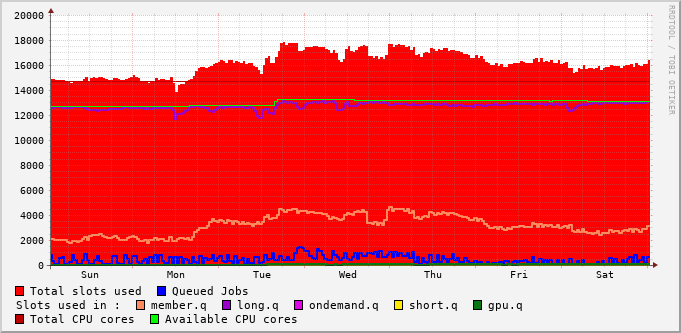 RRDTOOL / TOBI OETIKER
20000
18000
16000
14000
12000
10000
8000
6000
4000
2000
0
Sun Mon Tue Wed Thu Fri Sat
Total slots used Queued Jobs
Slots used in : member.q long.q ondemand.q short.q gpu.q
Total CPU cores Available CPU cores